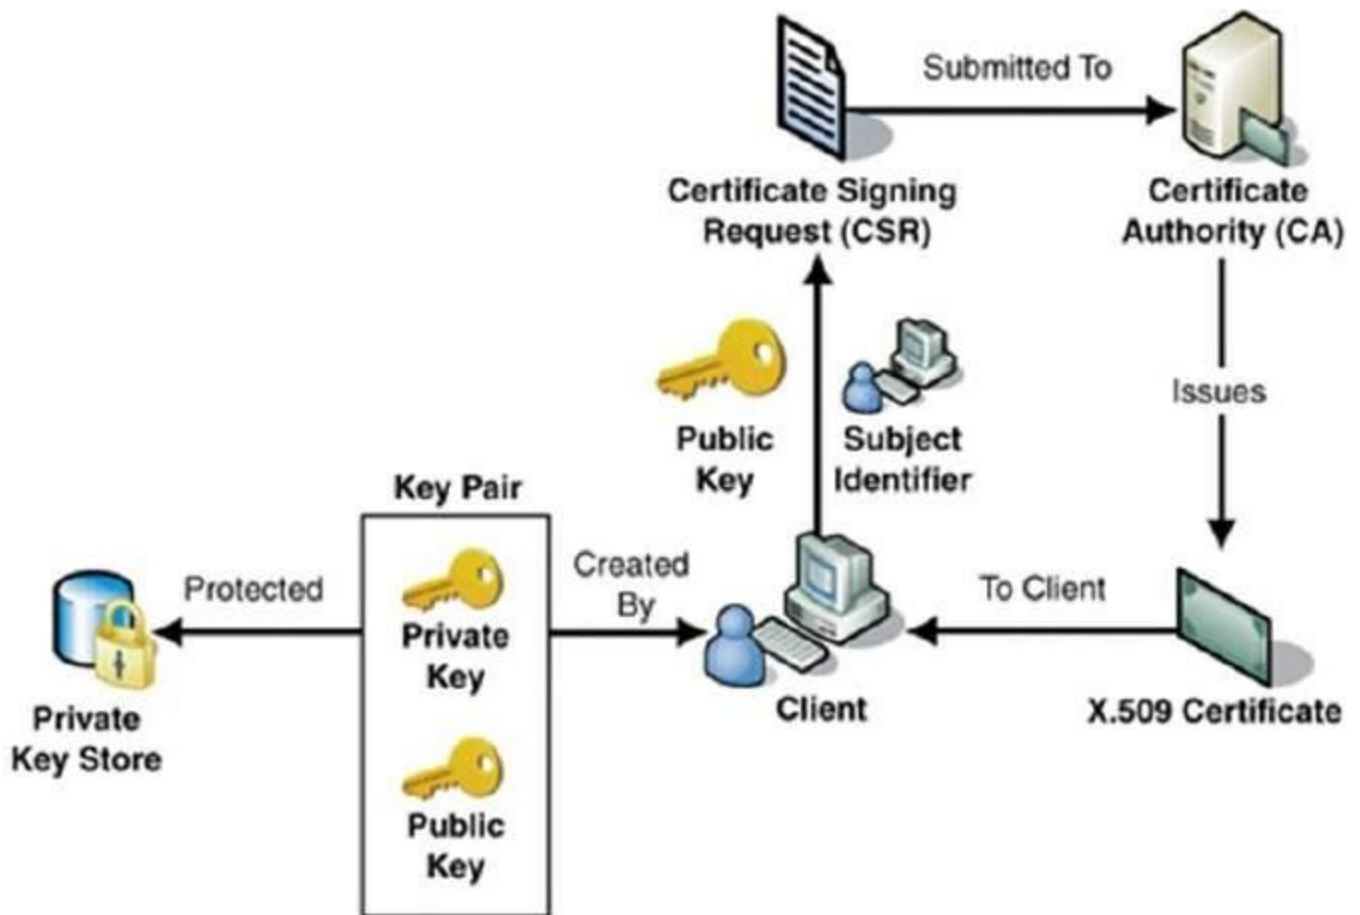 Submitted To
Certificate Signing
Request (CSR)
Certificate
Authority (CA)
Public
Key
Subject
Identifier
Issues
Key Pair
Protected
Private
Key
Created
By
To Client
Private
Key Store
Client
X.509 Certificate
Public
Key